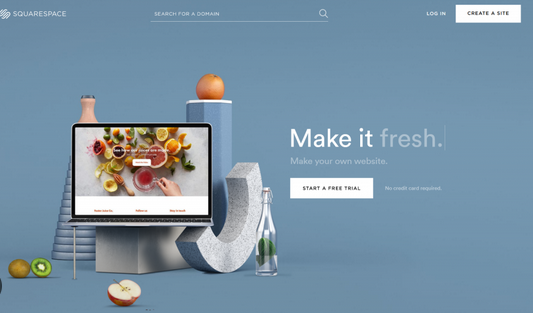 SQUARESPACE
SEARCH FOR A DOMAIN
LOG IN
CREATE A SITE
Make it fresh.
Make your own website.
START A FREE TRIAL
No credit card required.